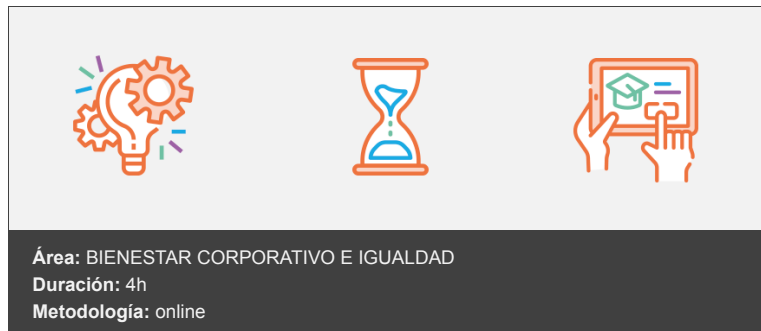 Área: BIENESTAR CORPORATIVO E IGUALDAD
Duración: 4h
Metodología: online